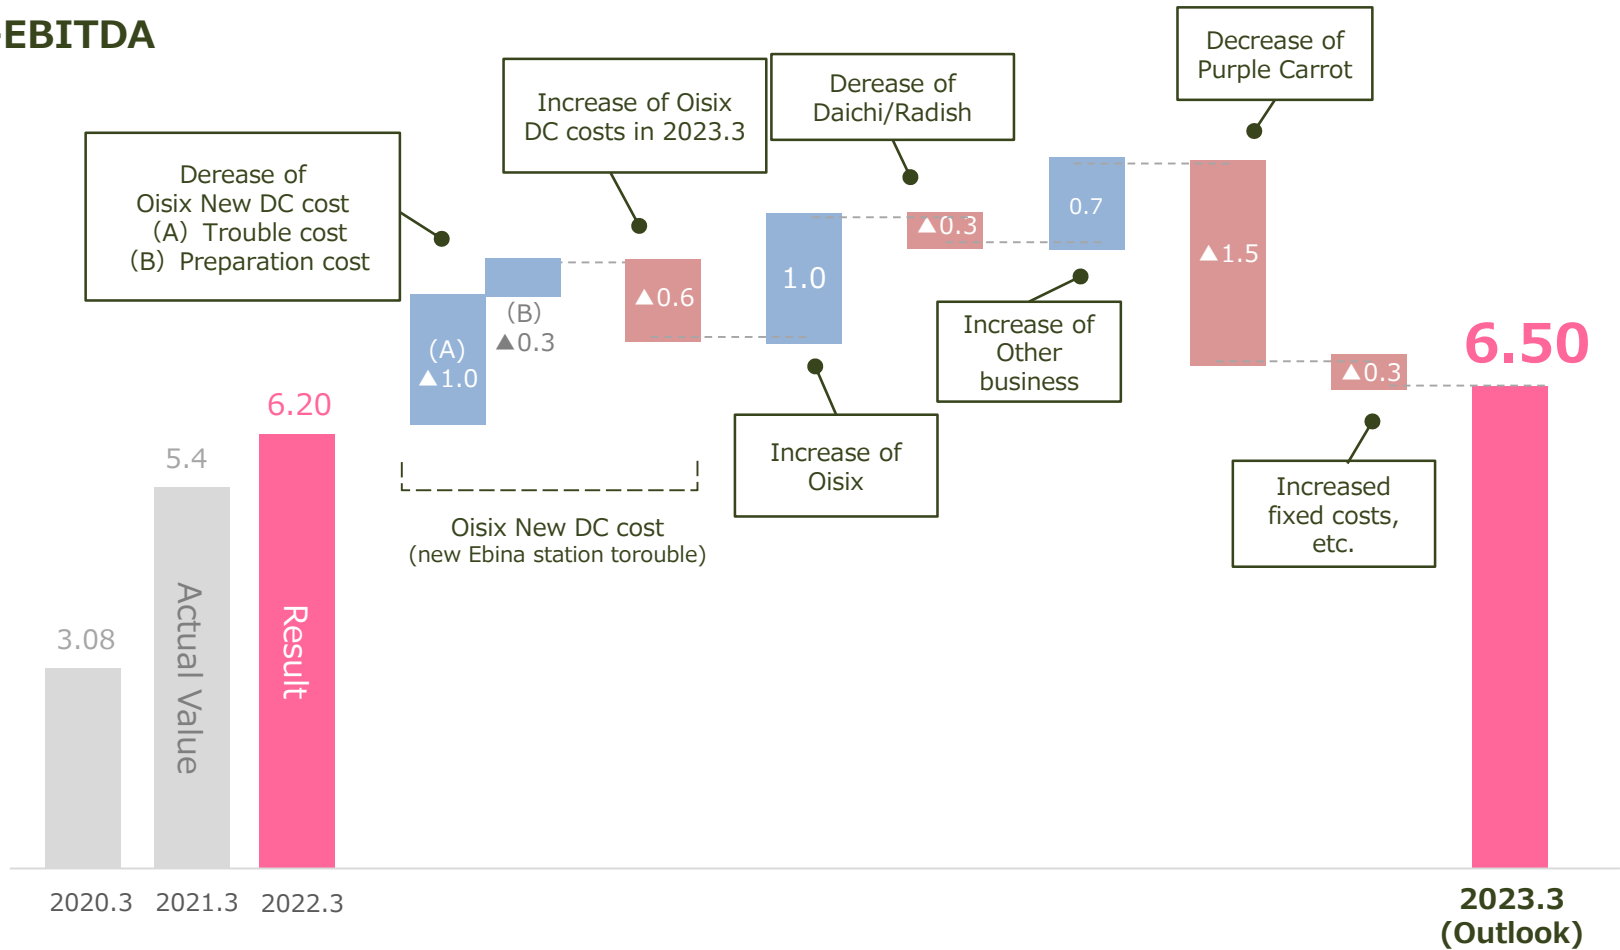 EBITDA
Decrease of
Purple Carrot
Derease of
Daichi/Radish
Increase of Oisix
DC costs in 2023.3
Derease of
Oisix New DC cost
（A）Trouble cost
（B）Preparation cost
(A)
▲1.0
(B)
▲0.3
▲0.6
1.0
▲0.3
0.7
▲1.5
▲0.3
Increase of
Other
business
Increase of
Oisix
Increased
fixed costs,
etc.
Oisix New DC cost
(new Ebina station torouble)
3.08
5.4
6.20
6.50
Actual Value
Result
2020.3
2021.3
2022.3
2023.3
(Outlook)